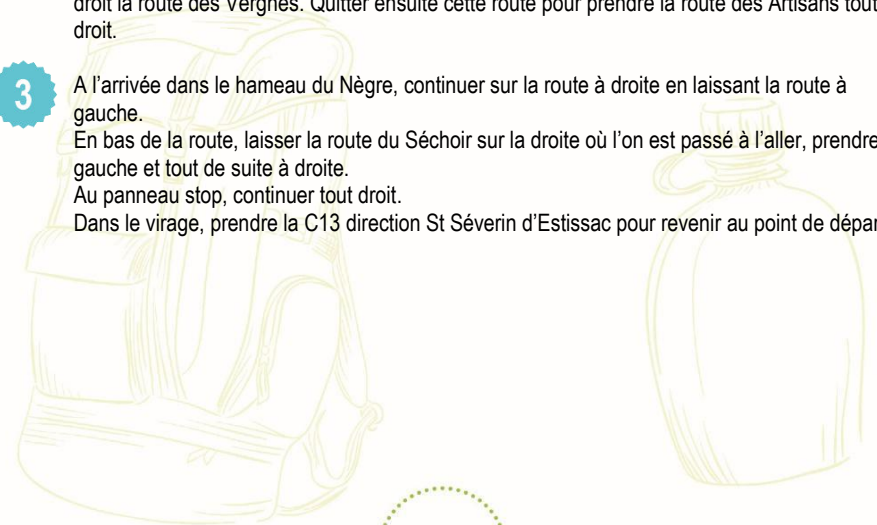 droit la route des Vergnes. Quitter ensuite cette route pour prendre la route des Artisans tout
droit.
3
A l’arrivée dans le hameau du Nègre, continuer sur la route à droite en laissant la route à
gauche.
En bas de la route, laisser la route du Séchoir sur la droite où l’on est passé à l’aller, prendre
gauche et tout de suite à droite.
Au panneau stop, continuer tout droit.
Dans le virage, prendre la C13 direction St Séverin d’Estissac pour revenir au point de dépar